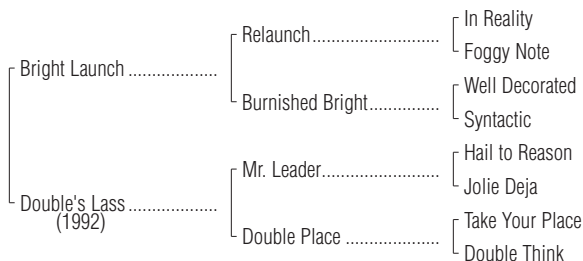 In Reality
Relaunch...........................
Foggy Note
Bright Launch ...................
Well Decorated
Burnished Bright...............
Syntactic
Hail to Reason
Mr. Leader.........................
Jolie Deja
Double's Lass ...................
(1992)
Take Your Place
Double Place ....................
Double Think